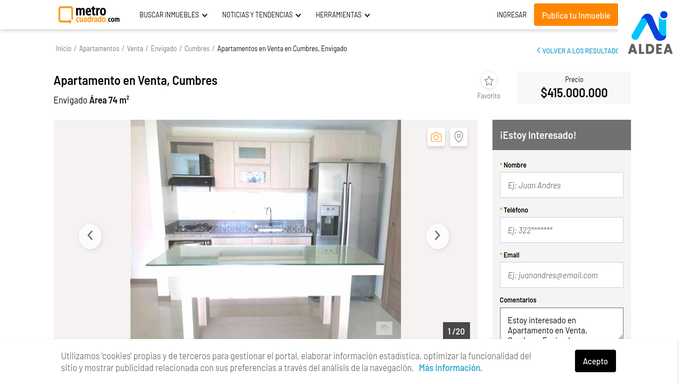 metro
cuadrado.com
BUSCAR INMUEBLES
NOTICIAS Y TENDENCIAS
HERRAMIENTAS
INGRESAR
Publica tu Inmueble
ALDEA
Inicio / Apartamentos / Venta / Envigado / Cumbres / Apartamentos en Venta en Cumbres, Envigado
VOLVER A LOS RESULTAD
Apartamento en Venta, Cumbres
Envigado Área 74 m²
Favorito
Precio
$415.000.000
¡Estoy Interesado!
* Nombre
Ej: Juan Andres
* Teléfono
Ej: 322*******
* Email
Ej: juanandres@email.com
Comentarios
Estoy interesado en
Apartamento en Venta,
1 / 20
Utilizamos 'cookies' propias y de terceros para gestionar el portal, elaborar información estadística, optimizar la funcionalidad del
sitio y mostrar publicidad relacionada con sus preferencias a través del análisis de la navegación. Más Información.
Acepto